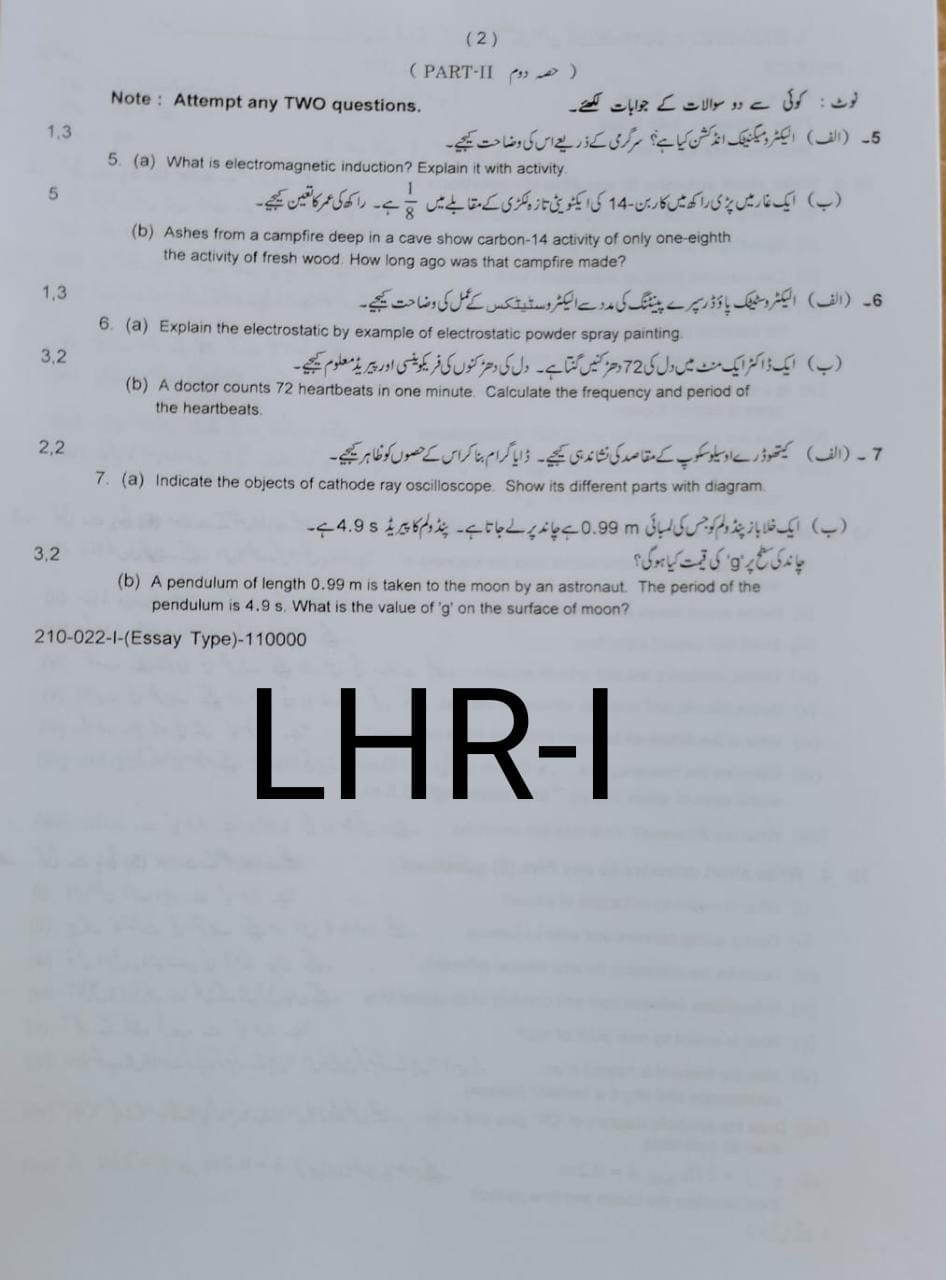 (2)
( PART-II حصہ دوم )
Note : Attempt any TWO questions. نوٹ : کوئی سے دو سوالات کے جوابات لکھئے۔
1,3 5۔ (الف) الیکٹرومیگنیٹک انڈکشن کیا ہے؟ سرگرمی کے ذریعے اس کی وضاحت کیجیے۔
5. (a) What is electromagnetic induction? Explain it with activity.
5 (ب) ایک غار میں پڑی راکھ میں کاربن-14 کی ایکٹویٹی تازہ لکڑی کے مقابلے میں 1/8 ہے۔ راکھ کی عمر کا تعین کیجیے۔
(b) Ashes from a campfire deep in a cave show carbon-14 activity of only one-eighth
the activity of fresh wood. How long ago was that campfire made?
1,3 6۔ (الف) الیکٹروسٹیٹک پاؤڈر سپرے پینٹنگ کی مدد سے الیکٹروسٹیٹکس کے عمل کی وضاحت کیجیے۔
6. (a) Explain the electrostatic by example of electrostatic powder spray painting.
3,2 (ب) ایک ڈاکٹر ایک منٹ میں دل کی 72 دھڑکنیں گنتا ہے۔ دل کی دھڑکنوں کی فریکوئنسی اور پیریڈ معلوم کیجیے۔
(b) A doctor counts 72 heartbeats in one minute. Calculate the frequency and period of
the heartbeats.
2,2 7۔ (الف) کیتھوڈ رے اوسیلوسکوپ کے مقاصد کی نشاندہی کیجیے۔ ڈایاگرام بنا کر اس کے حصوں کو ظاہر کیجیے۔
7. (a) Indicate the objects of cathode ray oscilloscope. Show its different parts with diagram.
(ب) ایک خلاباز پنڈولم کو جس کی لمبائی 0.99 m ہے چاند پر لے جاتا ہے۔ پنڈولم کا پیریڈ 4.9 s ہے۔
3,2 چاند کی سطح پر 'g' کی قیمت کیا ہوگی؟
(b) A pendulum of length 0.99 m is taken to the moon by an astronaut. The period of the
pendulum is 4.9 s. What is the value of 'g' on the surface of moon?
210-022-I-(Essay Type)-110000
LHR-I